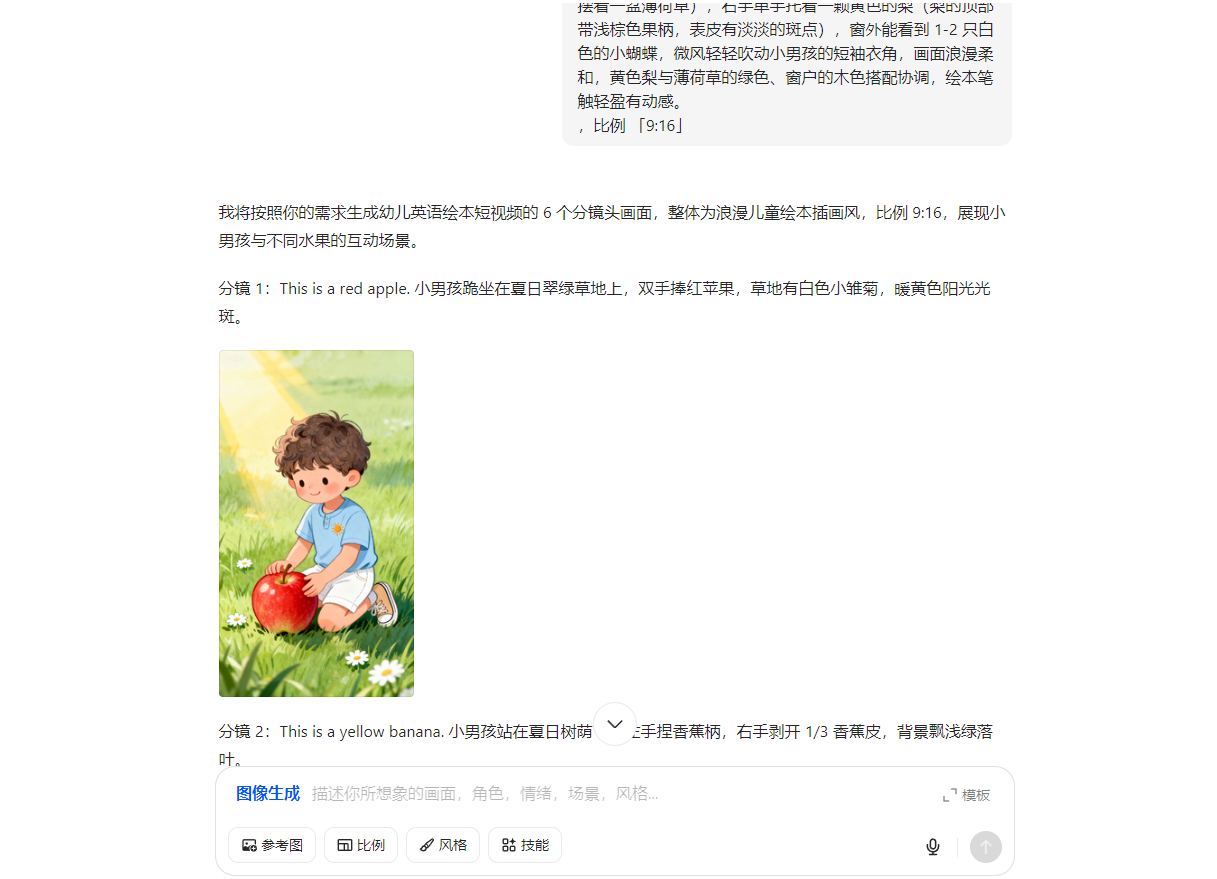 摆着一盆薄荷草），右手单手托着一颗黄色的梨（梨的顶部
带浅棕色果柄，表皮有淡淡的斑点），窗外能看到 1-2 只白
色的小蝴蝶，微风轻轻吹动小男孩的短袖衣角，画面浪漫柔
和，黄色梨与薄荷草的绿色、窗户的木色搭配协调，绘本笔
触轻盈有动感。
，比例 「9:16」
我将按照你的需求生成幼儿英语绘本短视频的 6 个分镜头画面，整体为浪漫儿童绘本插画风，比例 9:16，展现小
男孩与不同水果的互动场景。
分镜 1：This is a red apple. 小男孩跪坐在夏日翠绿草地上，双手捧红苹果，草地有白色小雏菊，暖黄色阳光光
斑。
分镜 2：This is a yellow banana. 小男孩站在夏日树荫 手捏香蕉柄，右手剥开 1/3 香蕉皮，背景飘浅绿落
叶。
图像生成 描述你所想象的画面，角色，情绪，场景，风格... 模板
参考图 比例 风格 技能